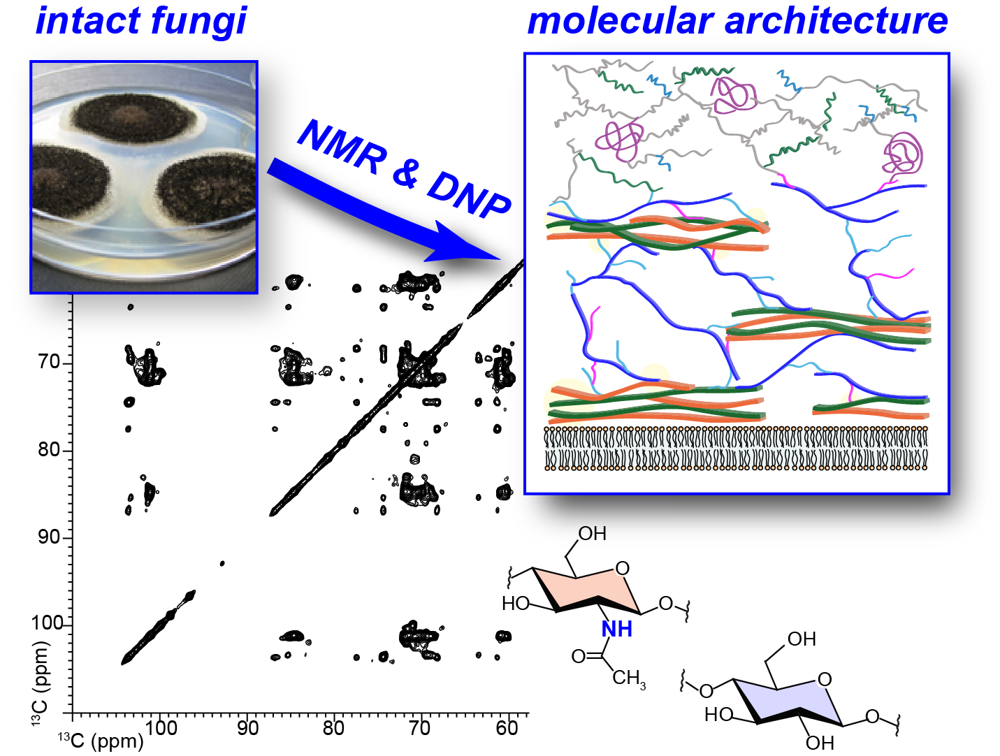 intact fungi
molecular architecture
NMR & DNP
70
80
90
100
¹³C (ppm)
100
90
80
70
60
¹³C (ppm)
OH
O
HO
O
NH
O
CH₃
OH
O
O
HO
O
OH